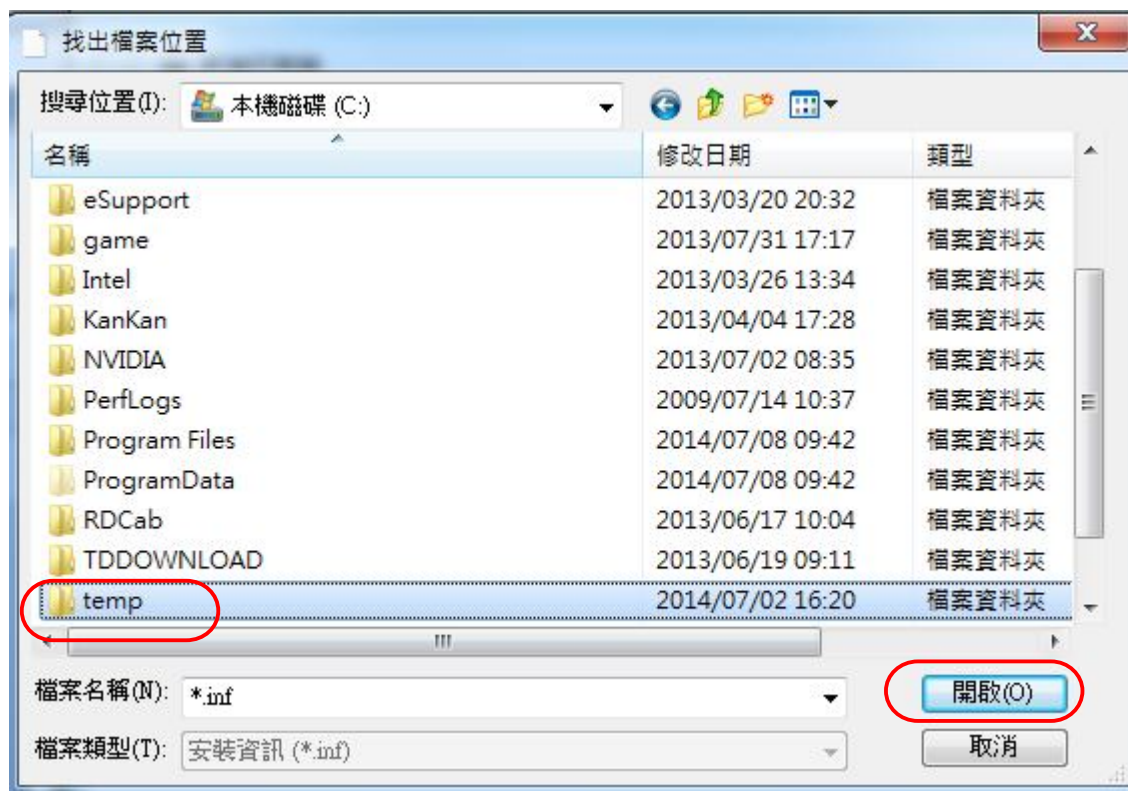 找出檔案位置
搜尋位置(I): 本機磁碟 (C:)
名稱 修改日期 類型
eSupport 2013/03/20 20:32 檔案資料夾
game 2013/07/31 17:17 檔案資料夾
Intel 2013/03/26 13:34 檔案資料夾
KanKan 2013/04/04 17:28 檔案資料夾
NVIDIA 2013/07/02 08:35 檔案資料夾
PerfLogs 2009/07/14 10:37 檔案資料夾
Program Files 2014/07/08 09:42 檔案資料夾
ProgramData 2014/07/08 09:42 檔案資料夾
RDCab 2013/06/17 10:04 檔案資料夾
TDDOWNLOAD 2013/06/19 09:11 檔案資料夾
temp 2014/07/02 16:20 檔案資料夾
檔案名稱(N): *.inf 開啟(O)
檔案類型(T): 安裝資訊 (*.inf) 取消